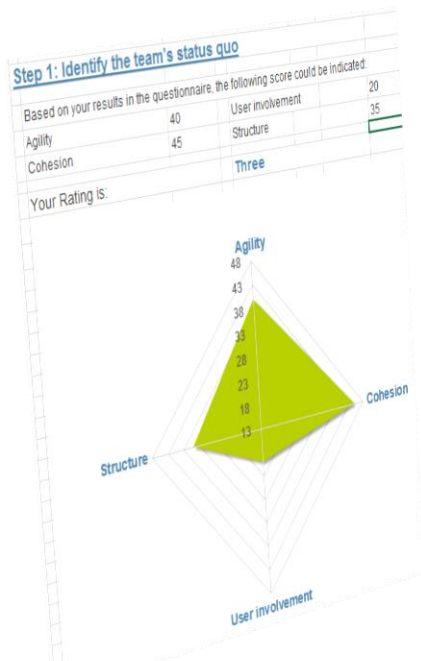 Step 1: Identify the team's status quo
Based on your results in the questionnaire, the following score could be indicated:
Agility 40 User involvement 20
Cohesion 45 Structure 35
Your Rating is: Three
Agility
48
43
38
33
28
23
18
13
Cohesion
Structure
User involvement